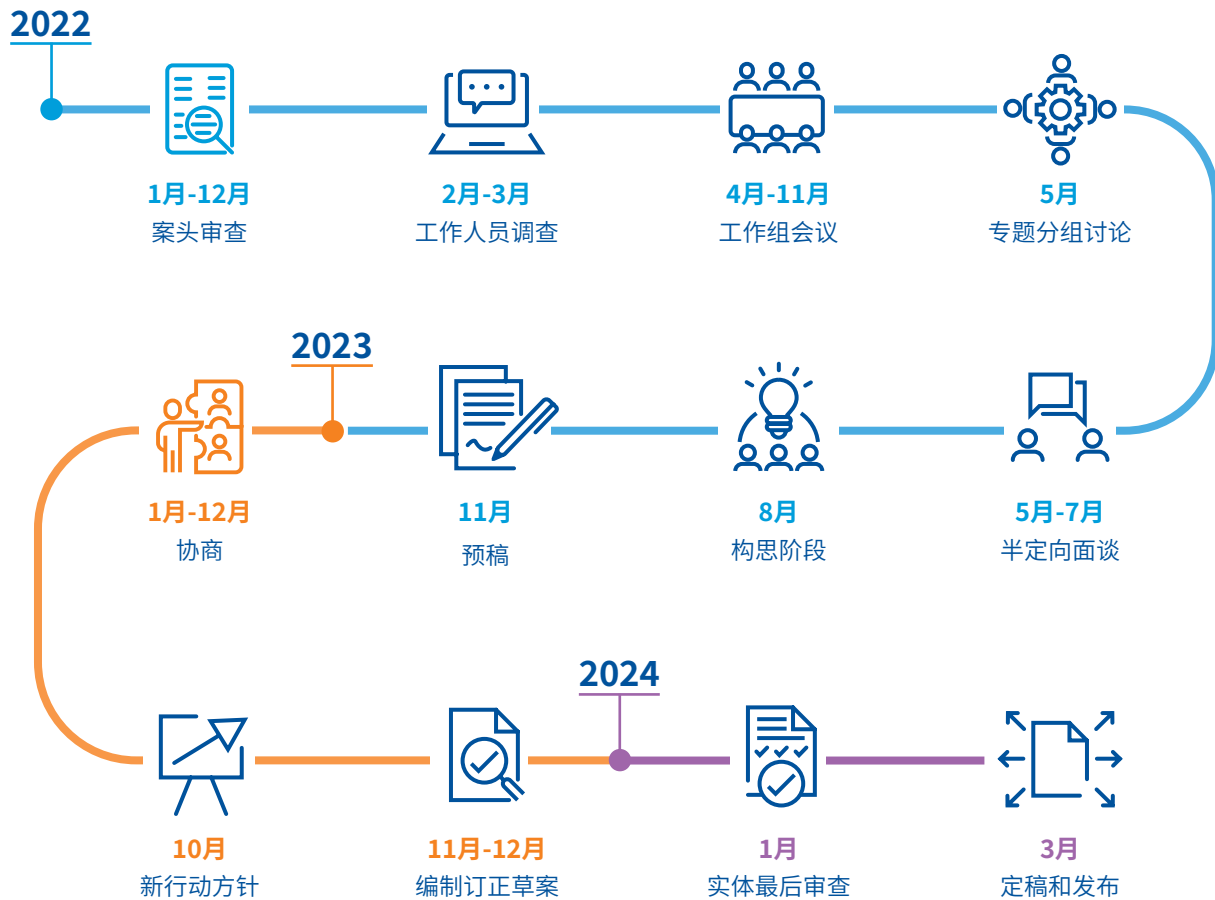 2022
1月-12月
案头审查
2月-3月
工作人员调查
4月-11月
工作组会议
5月
专题分组讨论
5月-7月
半定向面谈
8月
构思阶段
11月
预稿
2023
1月-12月
协商
10月
新行动方针
11月-12月
编制订正草案
2024
1月
实体最后审查
3月
定稿和发布